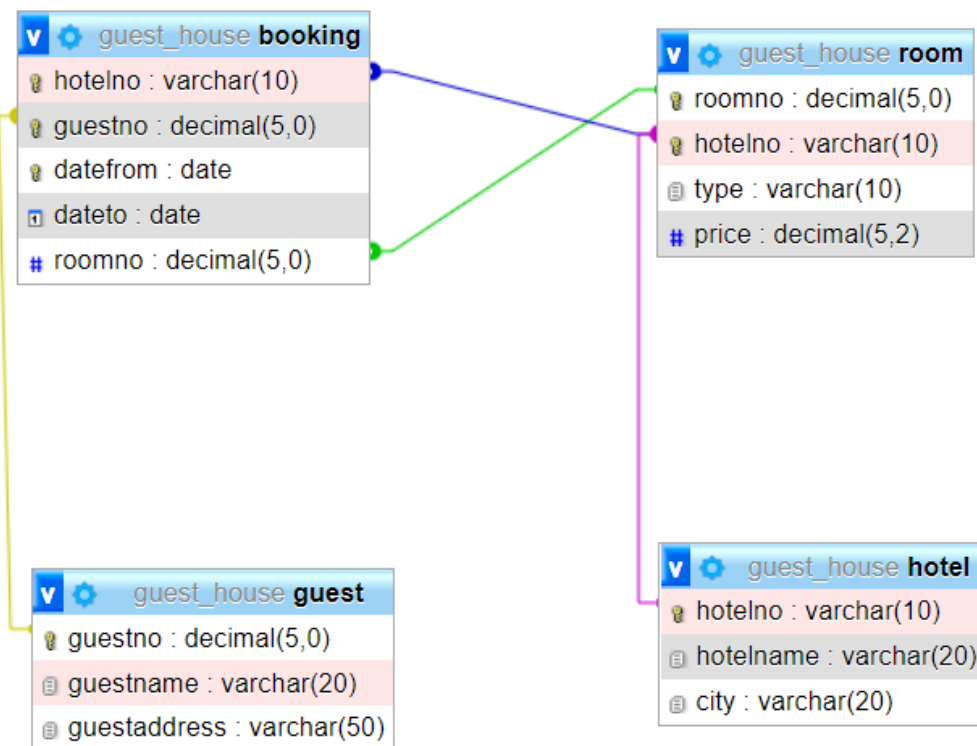 v guest_house booking
hotelno : varchar(10)
guestno : decimal(5,0)
datefrom : date
dateto : date
# roomno : decimal(5,0)
v guest_house room
roomno : decimal(5,0)
hotelno : varchar(10)
type : varchar(10)
# price : decimal(5,2)
v guest_house guest
guestno : decimal(5,0)
guestname : varchar(20)
guestaddress : varchar(50)
v guest_house hotel
hotelno : varchar(10)
hotelname : varchar(20)
city : varchar(20)